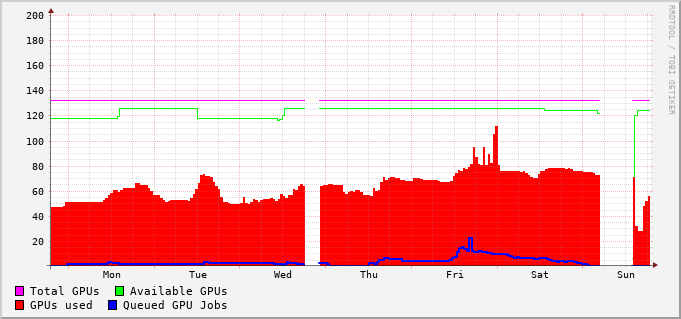 200
180
160
140
120
100
80
60
40
20
Mon Tue Wed Thu Fri Sat Sun
Total GPUs Available GPUs
GPUs used Queued GPU Jobs
RRDTOOL / TOBI OETIKER